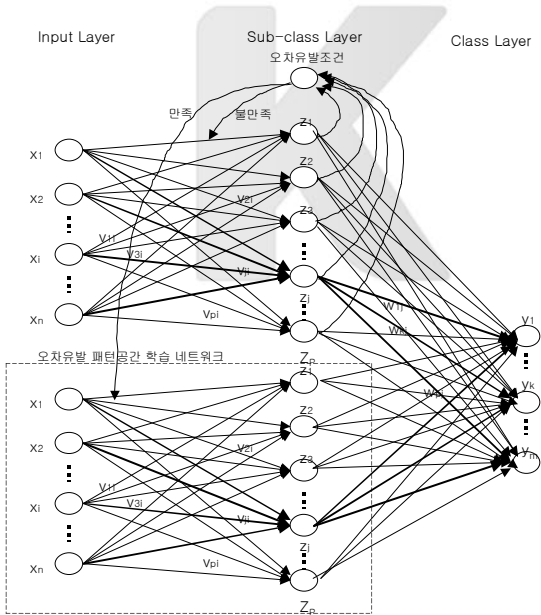 Input Layer
Sub-class Layer
Class Layer
오차유발조건
만족
불만족
x1
x2
xi
xn
V1i
V2i
V3i
Vji
Vpi
Z1
Z2
Z3
Zj
Zp
W1j
Wkj
Wpj
y1
yk
ym
오차유발 패턴공간 학습 네트워크
x1
x2
xi
xn
V1i
V2i
V3i
Vji
Vpi
Z1
Z2
Z3
Zj
Zp